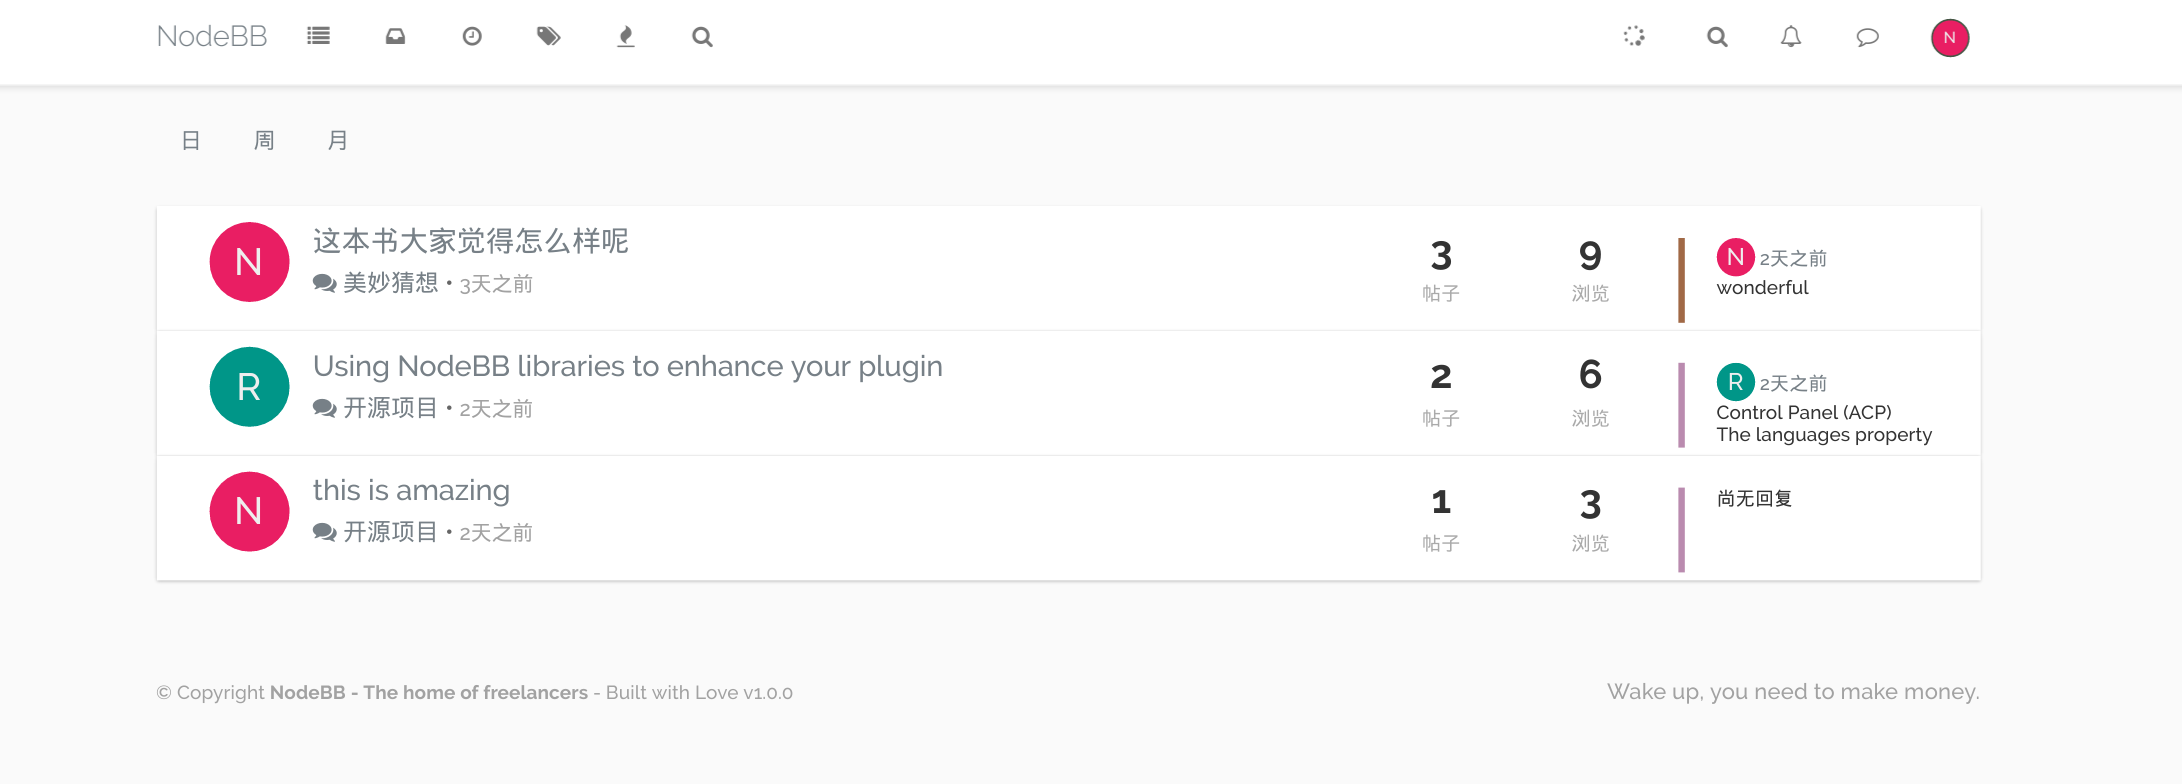 NodeBB
N
日 周 月
N
这本书大家觉得怎么样呢
美妙猜想 • 3天之前
3
帖子
9
浏览
N 2天之前
wonderful
R
Using NodeBB libraries to enhance your plugin
开源项目 • 2天之前
2
帖子
6
浏览
R 2天之前
Control Panel (ACP)
The languages property
N
this is amazing
开源项目 • 2天之前
1
帖子
3
浏览
尚无回复
© Copyright NodeBB - The home of freelancers - Built with Love v1.0.0
Wake up, you need to make money.